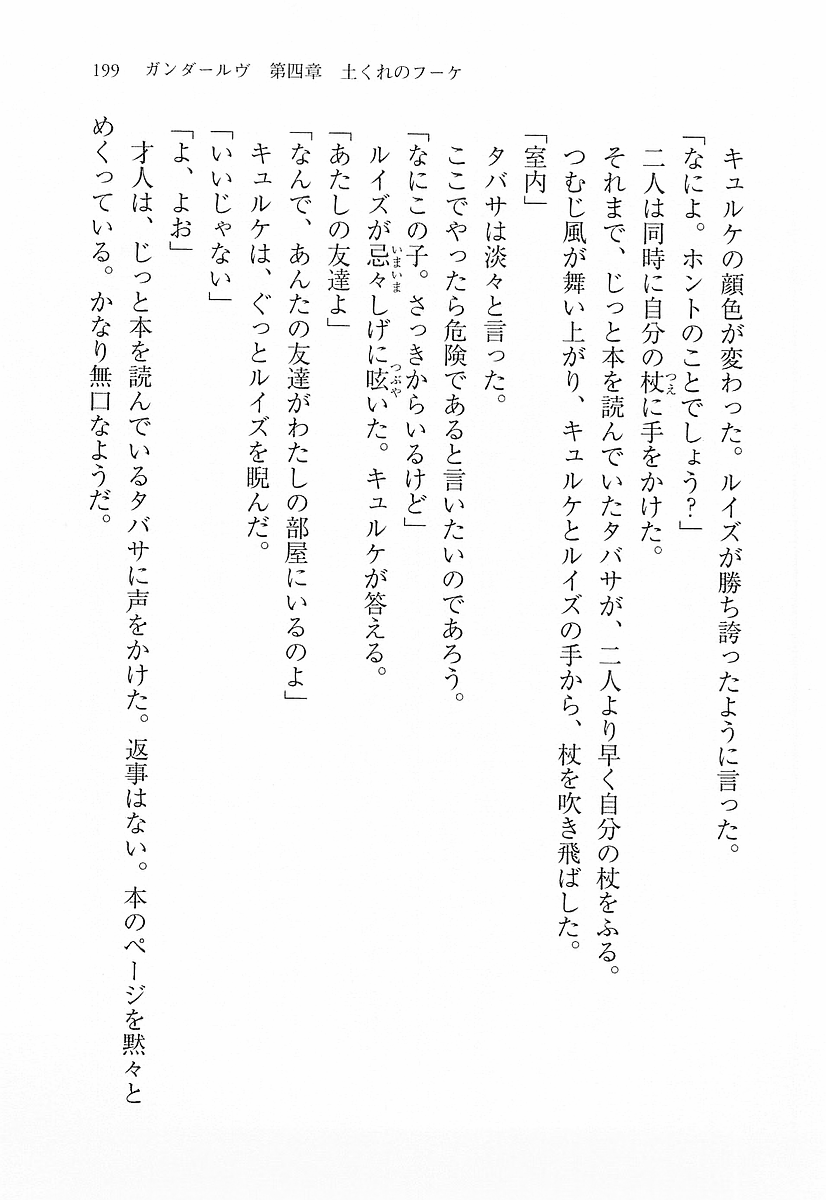 199　ガンダールヴ　第四章　土くれのフーケ
　キュルケの顔色が変わった。ルイズが勝ち誇ったように言った。
「なによ。ホントのことでしょう？」
　二人は同時に自分の杖に手をかけた。
　それまで、じっと本を読んでいたタバサが、二人より早く自分の杖をふる。
　つむじ風が舞い上がり、キュルケとルイズの手から、杖を吹き飛ばした。
「室内」
　タバサは淡々と言った。
　ここでやったら危険であると言いたいのであろう。
「なにこの子。さっきからいるけど」
　ルイズが忌々しげに呟いた。キュルケが答える。
「あたしの友達よ」
「なんで、あんたの友達がわたしの部屋にいるのよ」
　キュルケは、ぐっとルイズを睨んだ。
「いいじゃない」
「よ、よお」
　才人は、じっと本を読んでいるタバサに声をかけた。返事はない。本のページを黙々と
めくっている。かなり無口なようだ。